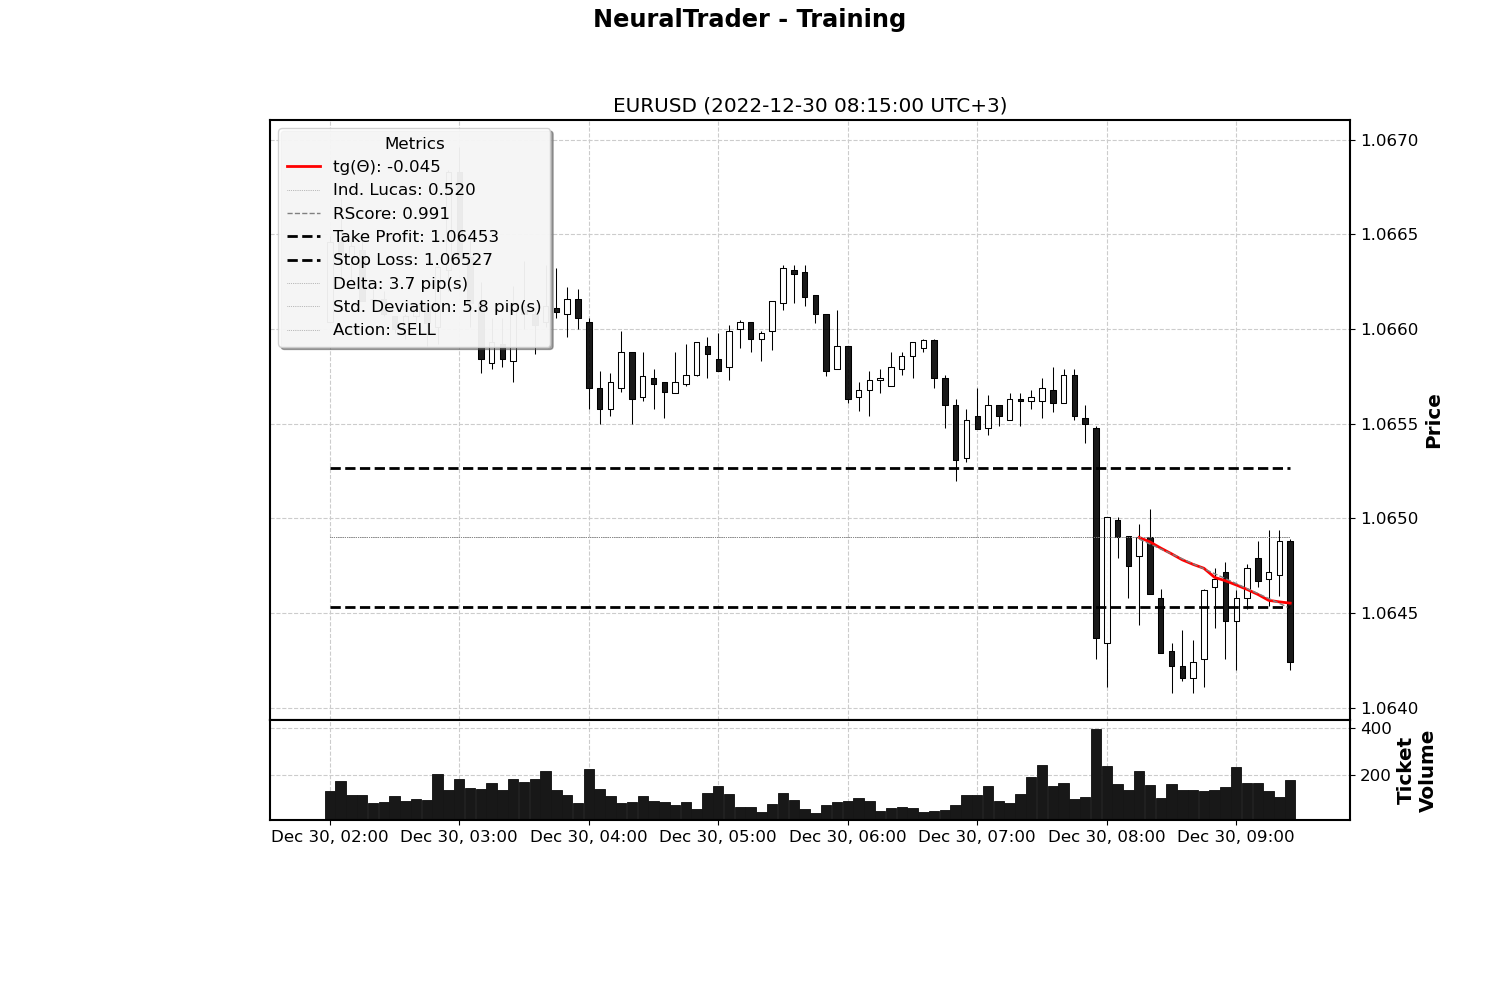 NeuralTrader - Training
EURUSD (2022-12-30 08:15:00 UTC+3)
Metrics
tg(Θ): -0.045
Ind. Lucas: 0.520
RScore: 0.991
Take Profit: 1.06453
Stop Loss: 1.06527
Delta: 3.7 pip(s)
Std. Deviation: 5.8 pip(s)
Action: SELL
1.0670
1.0665
1.0660
1.0655
1.0650
1.0645
1.0640
Price
400
200
Ticket
Volume
Dec 30, 02:00 Dec 30, 03:00 Dec 30, 04:00 Dec 30, 05:00 Dec 30, 06:00 Dec 30, 07:00 Dec 30, 08:00 Dec 30, 09:00